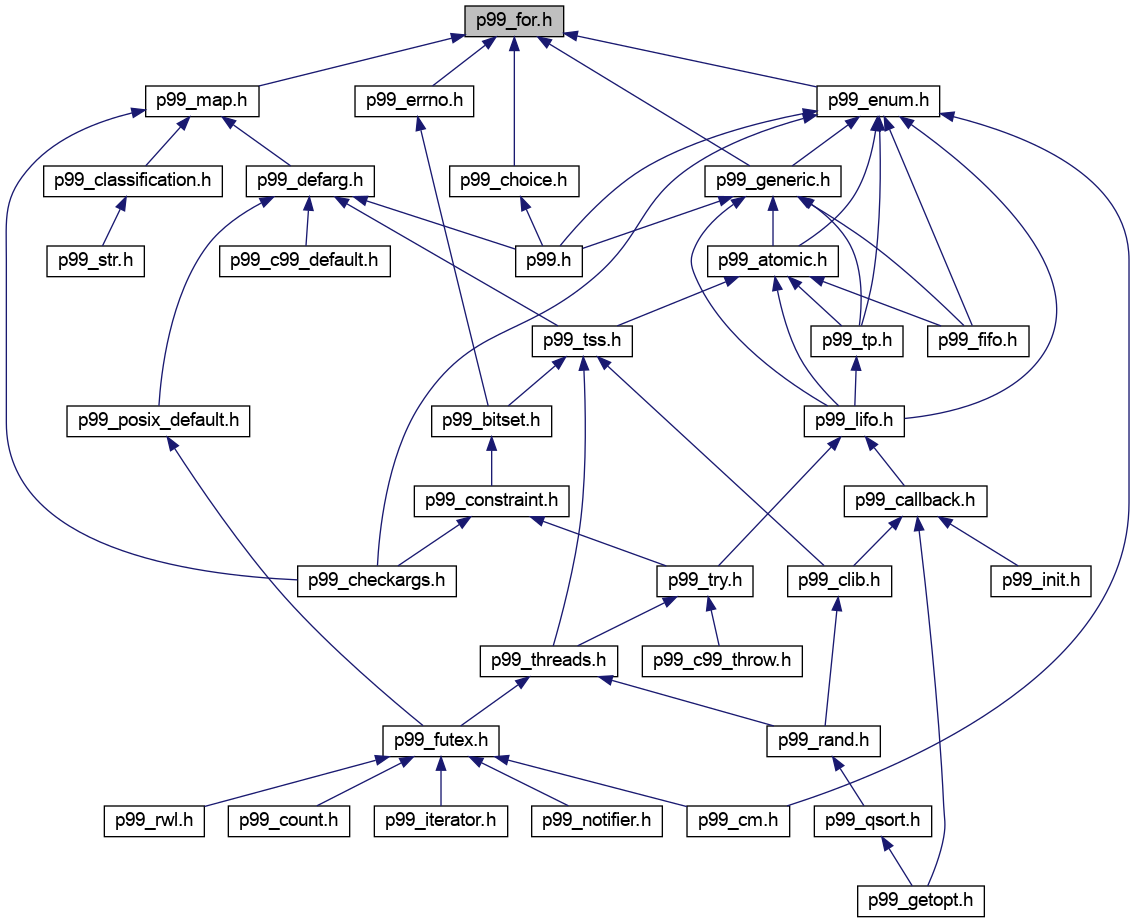 p99_for.h
p99_map.h
p99_errno.h
p99_enum.h
p99_classification.h
p99_defarg.h
p99_choice.h
p99_generic.h
p99_str.h
p99_c99_default.h
p99.h
p99_atomic.h
p99_tss.h
p99_tp.h
p99_fifo.h
p99_posix_default.h
p99_bitset.h
p99_lifo.h
p99_constraint.h
p99_callback.h
p99_checkargs.h
p99_try.h
p99_clib.h
p99_init.h
p99_threads.h
p99_c99_throw.h
p99_futex.h
p99_rand.h
p99_rwl.h
p99_count.h
p99_iterator.h
p99_notifier.h
p99_cm.h
p99_qsort.h
p99_getopt.h